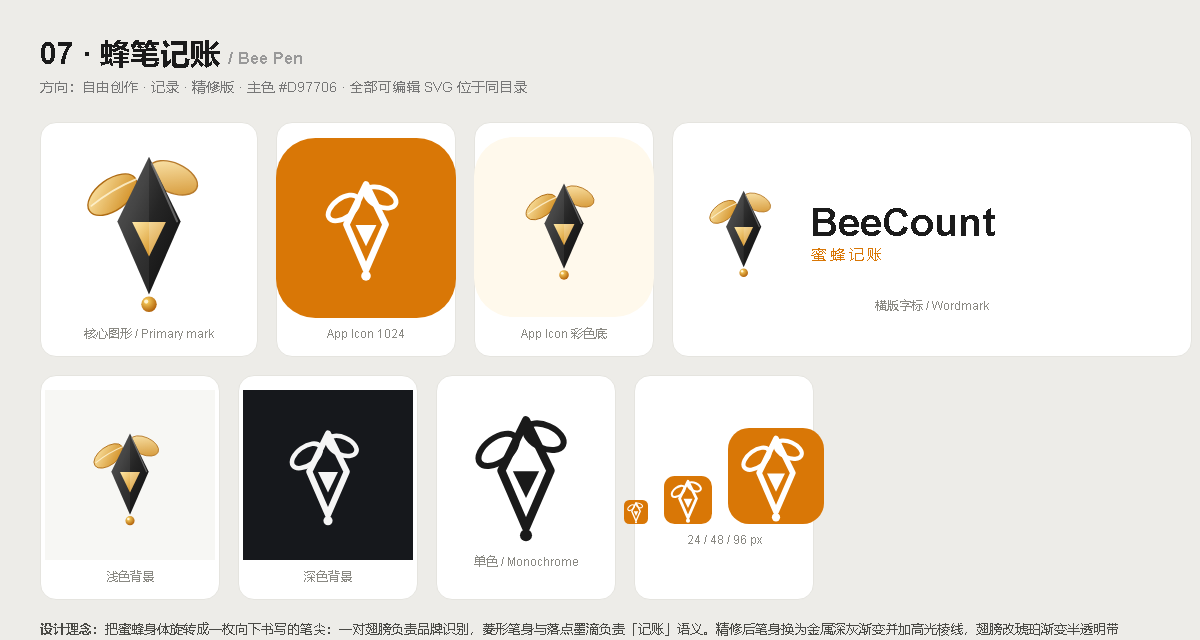 07 · 蜂笔记账 / Bee Pen
方向：自由创作 · 记录 · 精修版 · 主色 #D97706 · 全部可编辑 SVG 位于同目录
核心图形 / Primary mark
App Icon 1024
App Icon 彩色底
BeeCount
蜜蜂记账
横版字标 / Wordmark
浅色背景
深色背景
单色 / Monochrome
24 / 48 / 96 px
设计理念：把蜜蜂身体旋转成一枚向下书写的笔尖：一对翅膀负责品牌识别，菱形笔身与落点墨滴负责「记账」语义。精修后笔身换为金属深灰渐变并加高光棱线，翅膀改琥珀渐变半透明带